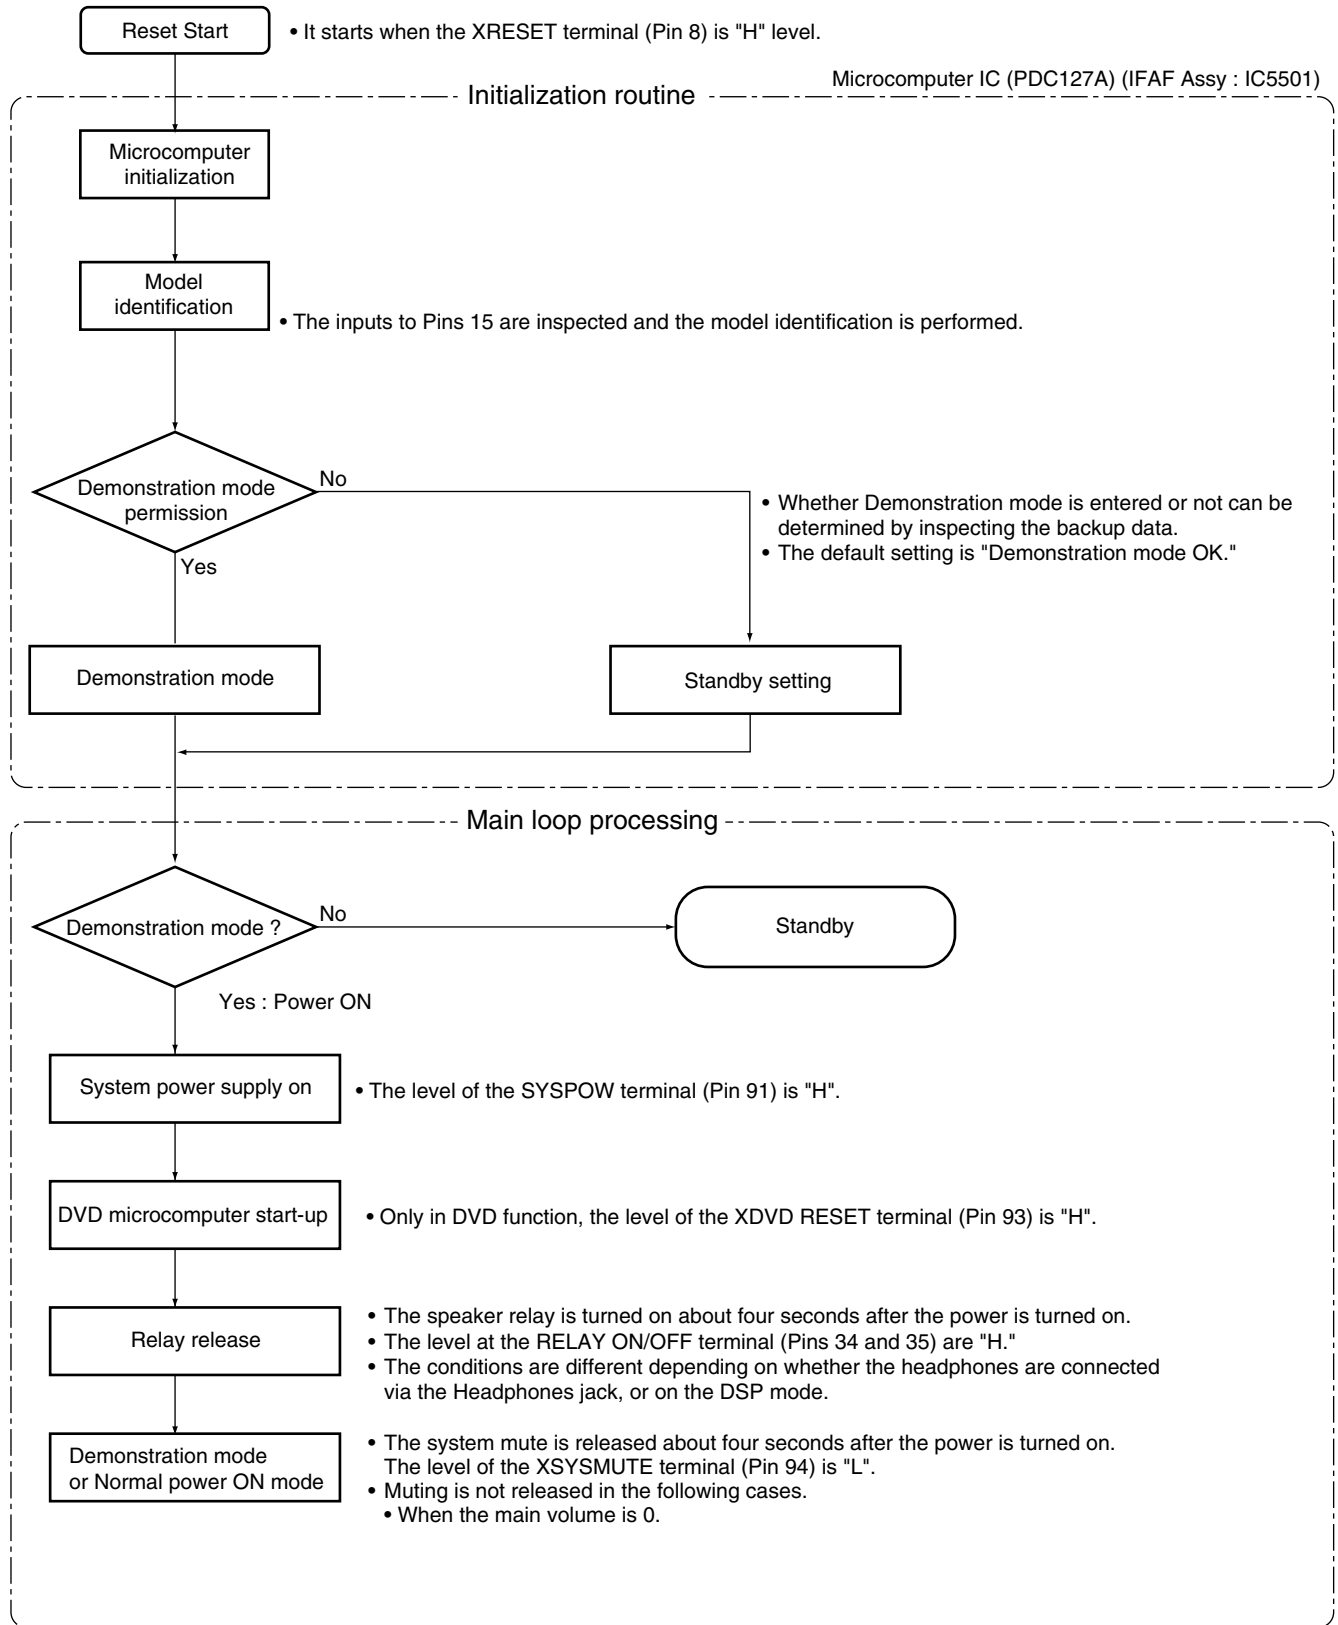 Reset Start
• It starts when the XRESET terminal (Pin 8) is "H" level.
Microcomputer IC (PDC127A) (IFAF Assy : IC5501)
Initialization routine
Microcomputer
initialization
Model
identification
• The inputs to Pins 15 are inspected and the model identification is performed.
Demonstration mode
permission
No
Yes
• Whether Demonstration mode is entered or not can be
determined by inspecting the backup data.
• The default setting is "Demonstration mode OK."
Demonstration mode
Standby setting
Main loop processing
Demonstration mode ?
No
Standby
Yes : Power ON
System power supply on
• The level of the SYSPOW terminal (Pin 91) is "H".
DVD microcomputer start-up
• Only in DVD function, the level of the XDVD RESET terminal (Pin 93) is "H".
Relay release
• The speaker relay is turned on about four seconds after the power is turned on.
• The level at the RELAY ON/OFF terminal (Pins 34 and 35) are "H."
• The conditions are different depending on whether the headphones are connected
via the Headphones jack, or on the DSP mode.
Demonstration mode
or Normal power ON mode
• The system mute is released about four seconds after the power is turned on.
The level of the XSYSMUTE terminal (Pin 94) is "L".
• Muting is not released in the following cases.
• When the main volume is 0.